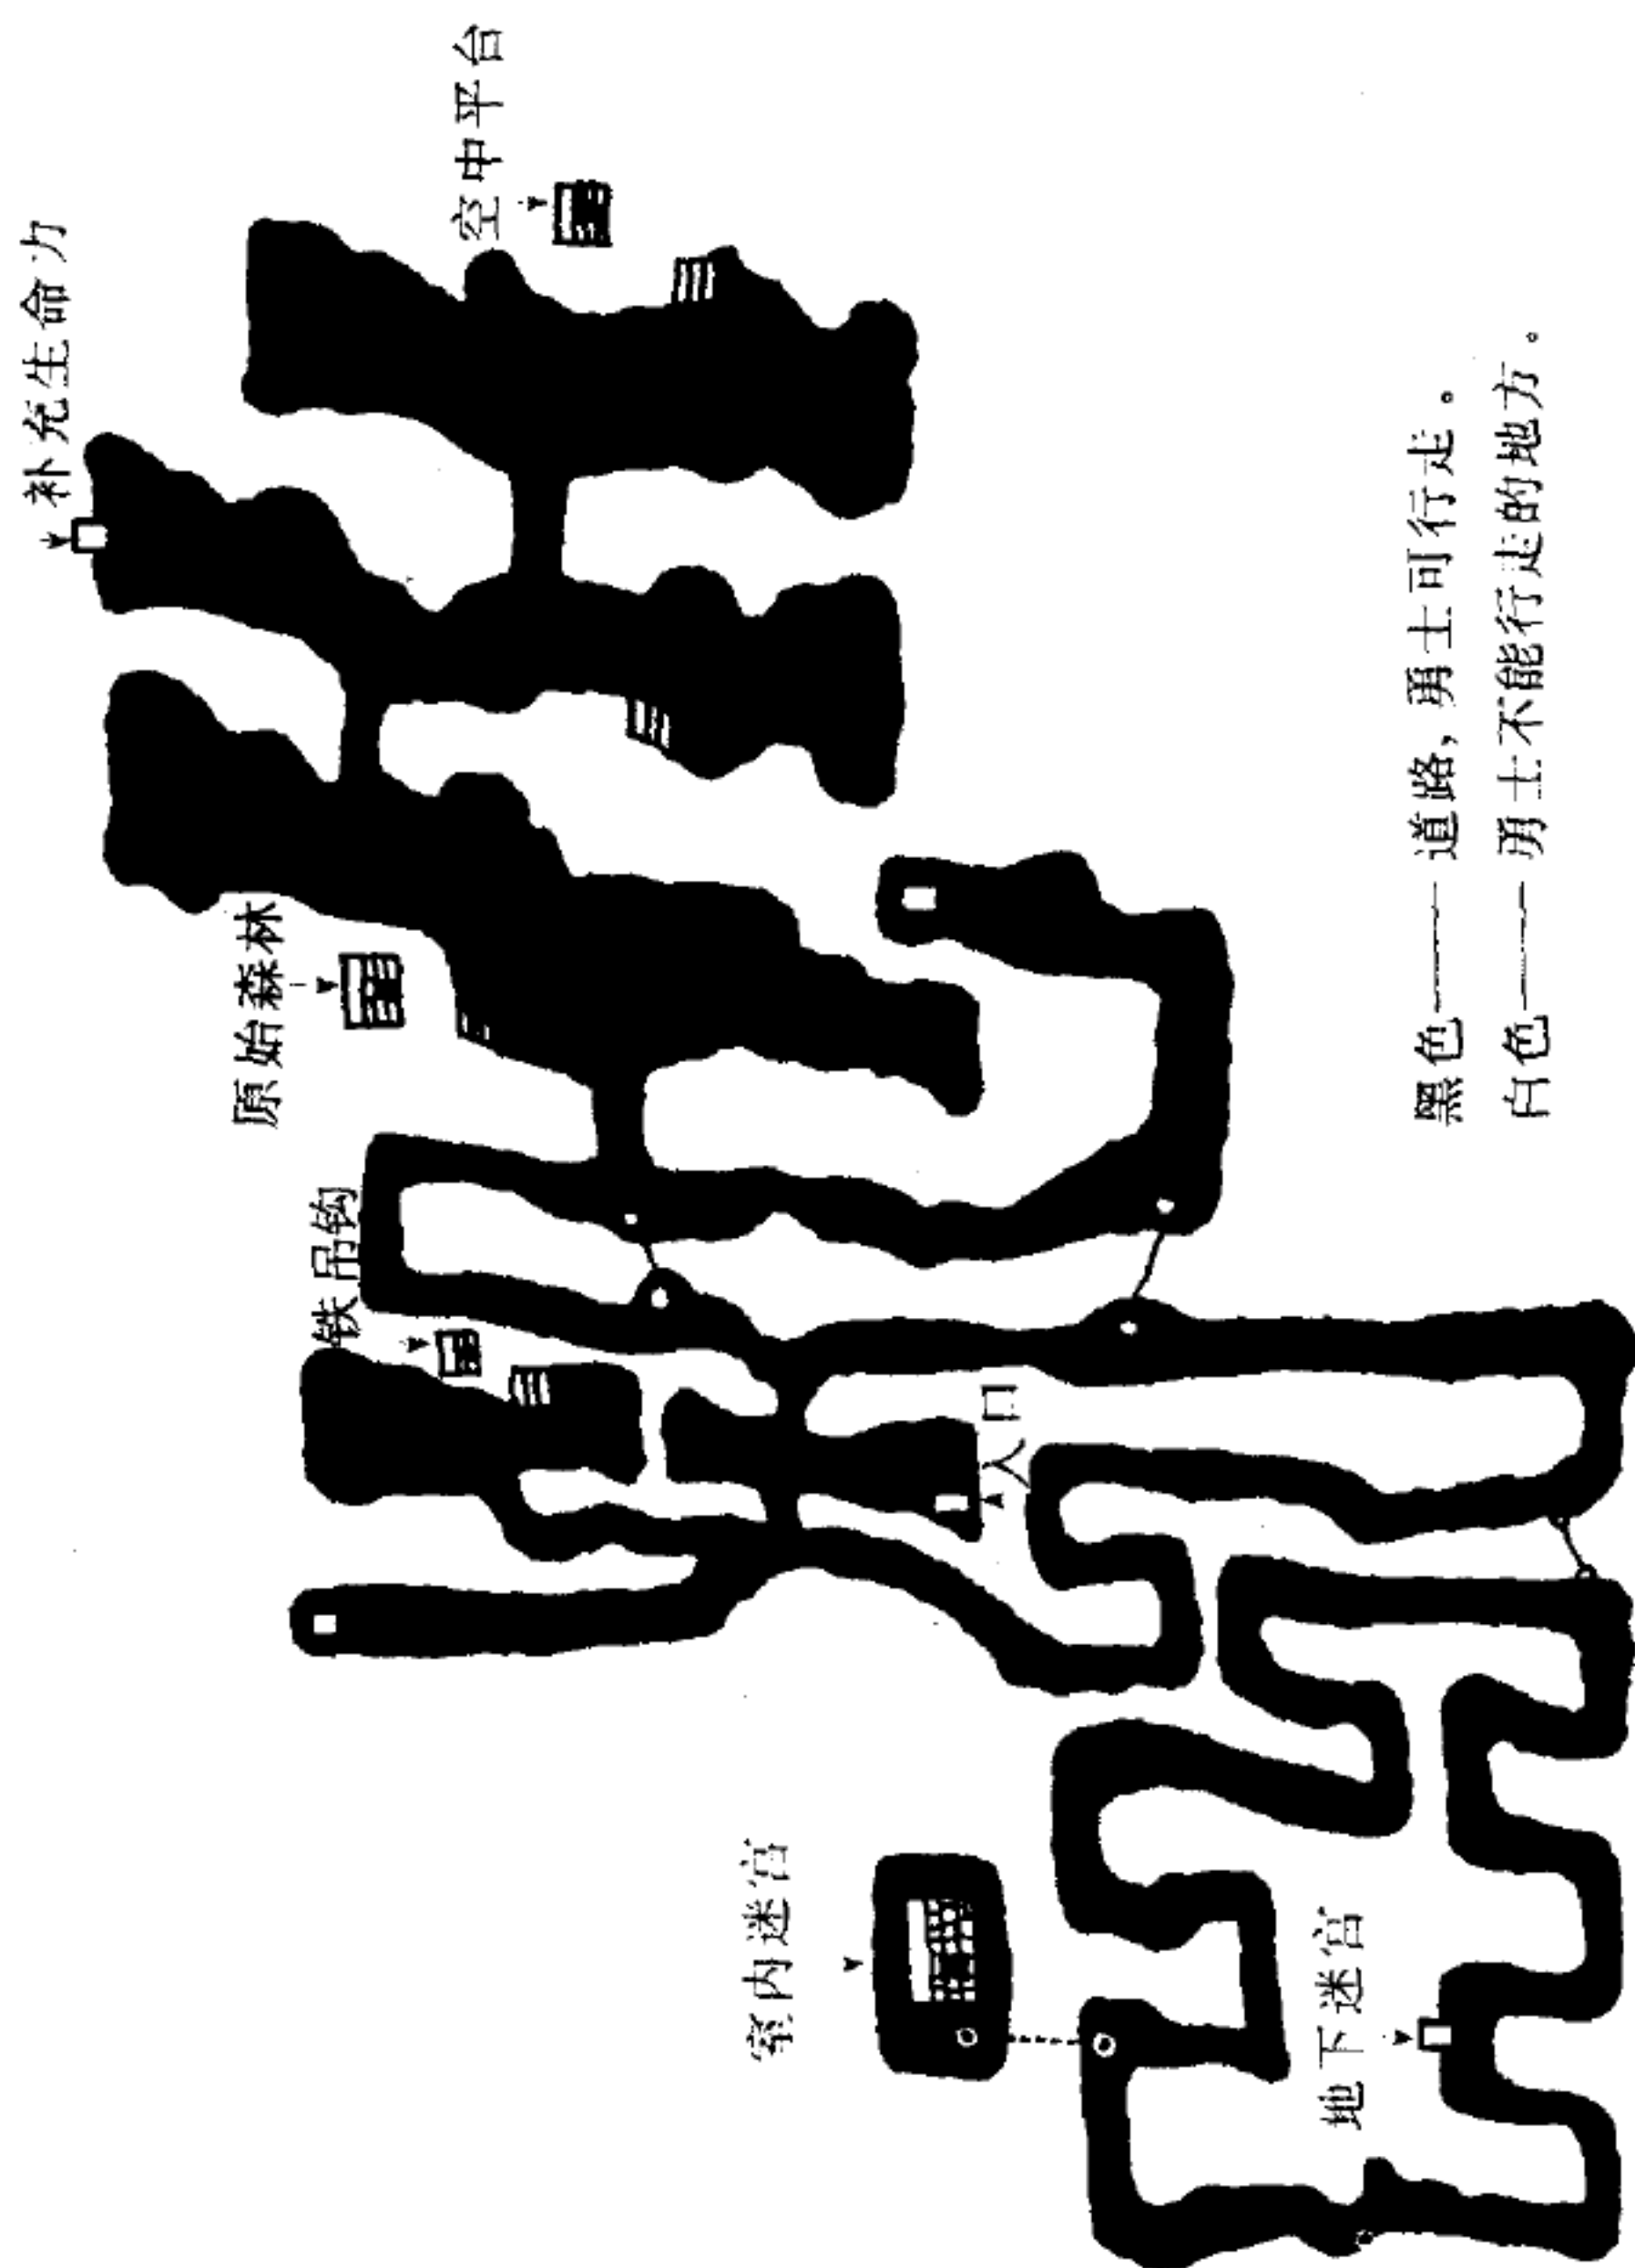 补充生命力
空中平台
原始森林
铁吊钩
入口
室内迷宫
地下迷宫
黑色——道路，勇士可行走。
白色——勇士不能行走的地方。